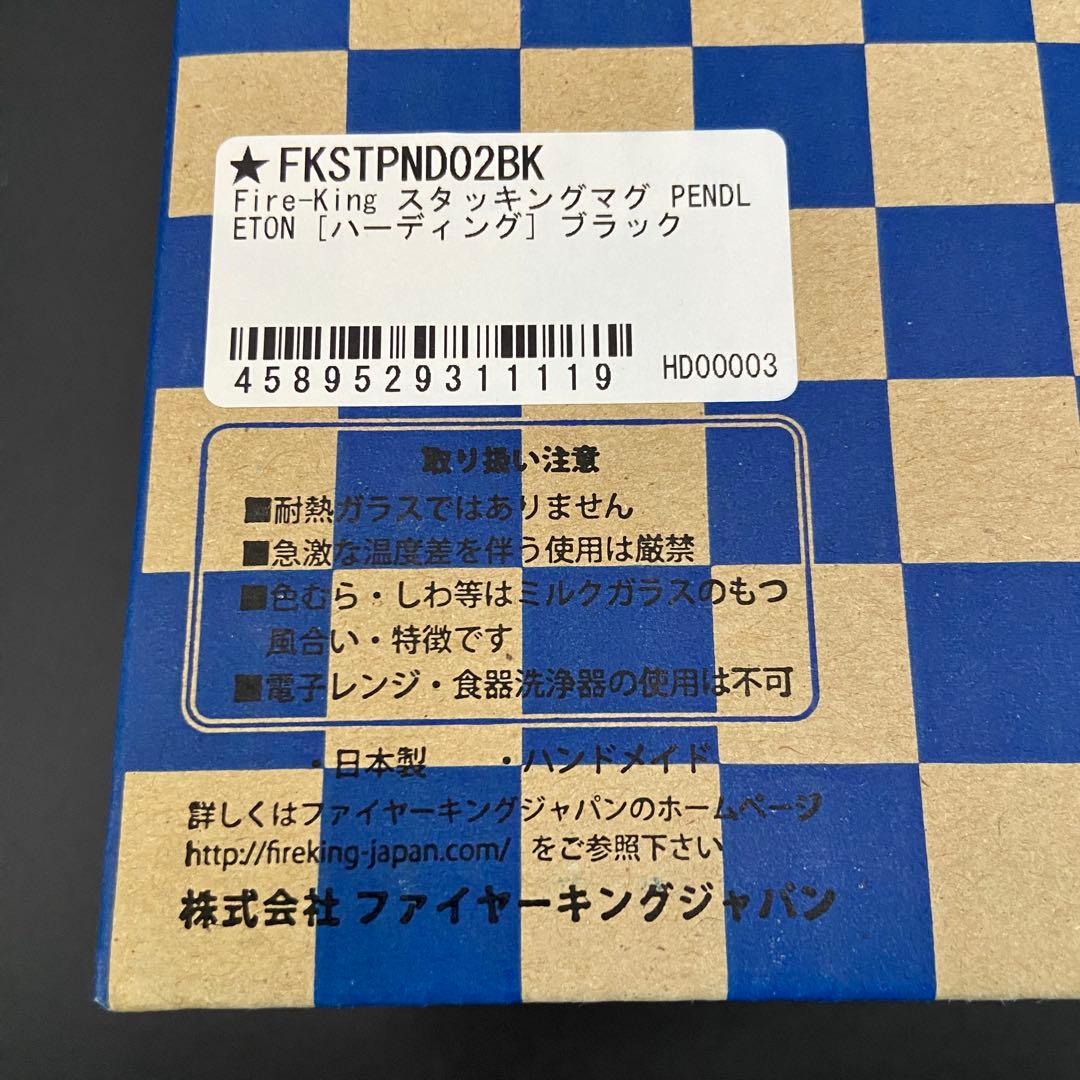 ★FKSTPND02BK
Fire-King スタッキングマグ PENDL
ETON [ハーディング] ブラック
4589529311119
HD00003
取り扱い注意
■耐熱ガラスではありません
■急激な温度差を伴う使用は厳禁
■色むら・しわ等はミルクガラスのもつ
風合い・特徴です
■電子レンジ・食器洗浄器の使用は不可
・日本製 ・ハンドメイド
詳しくはファイヤーキングジャパンのホームページ
http://fireking-japan.com/ をご参照下さい
株式会社 ファイヤーキングジャパン